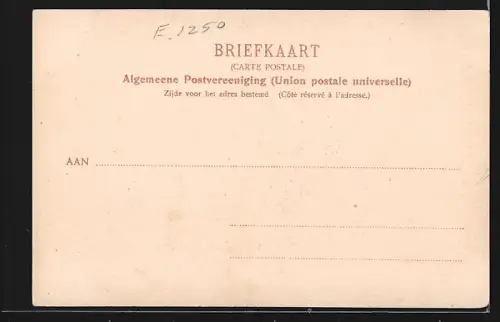 E. 1250
BRIEFKAART
(CARTE POSTALE)
Algemeene Postvereeniging (Union postale universelle)
Zijde voor het adres bestemd (Côté réservé à l'adresse.)
AAN